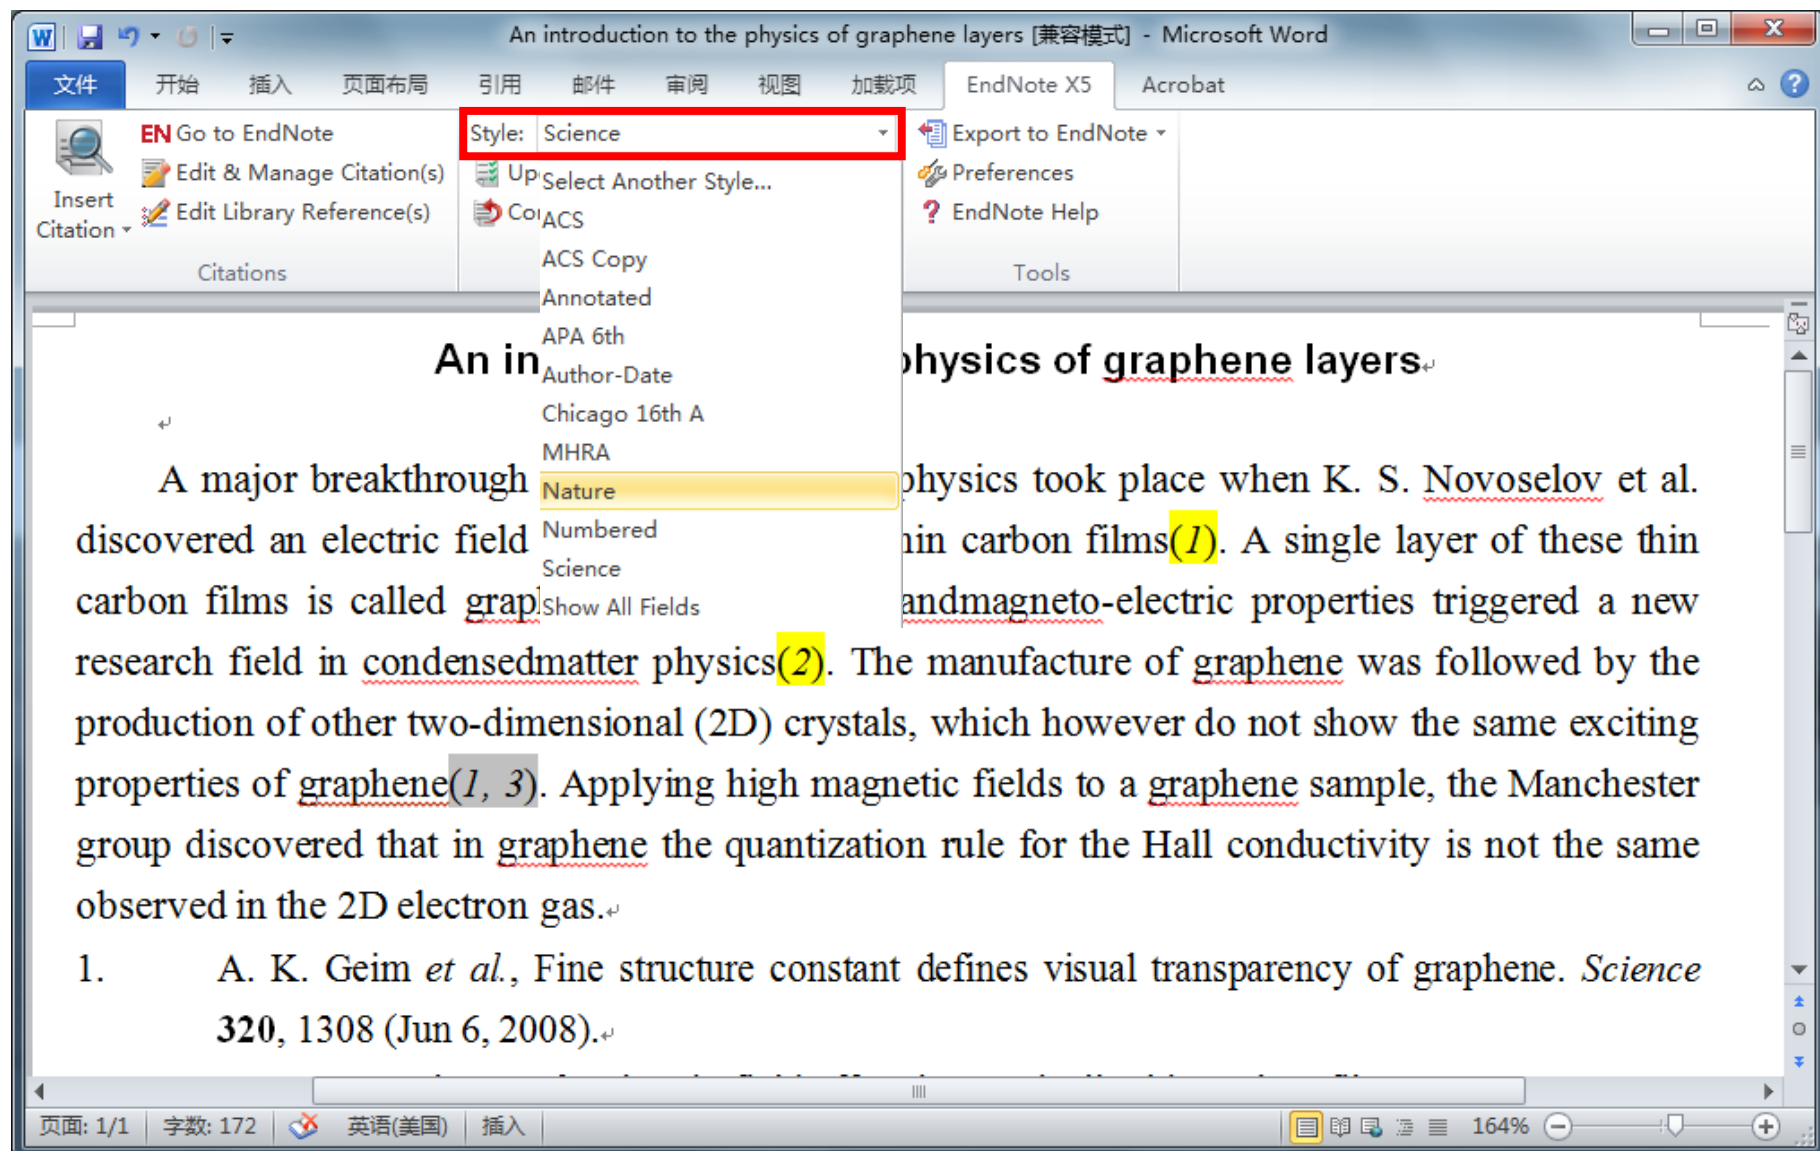 An introduction to the physics of graphene layers [兼容模式] - Microsoft Word
文件 开始 插入 页面布局 引用 邮件 审阅 视图 加载项 EndNote X5 Acrobat
EN Go to EndNote
Edit & Manage Citation(s)
Edit Library Reference(s)
Insert
Citation
Citations
Style: Science
Select Another Style...
ACS
ACS Copy
Annotated
APA 6th
Author-Date
Chicago 16th A
MHRA
Nature
Numbered
Science
Show All Fields
Export to EndNote
Preferences
? EndNote Help
Tools
An in physics of graphene layers
A major breakthrough physics took place when K. S. Novoselov et al.
discovered an electric field carbon films(1). A single layer of these thin
carbon films is called andmagneto-electric properties triggered a new
research field in condensedmatter physics(2). The manufacture of graphene was followed by the
production of other two-dimensional (2D) crystals, which however do not show the same exciting
properties of graphene(1, 3). Applying high magnetic fields to a graphene sample, the Manchester
group discovered that in graphene the quantization rule for the Hall conductivity is not the same
observed in the 2D electron gas.
1. A. K. Geim et al., Fine structure constant defines visual transparency of graphene. Science
320, 1308 (Jun 6, 2008).
页面: 1/1 字数: 172 英语(美国) 插入 164%